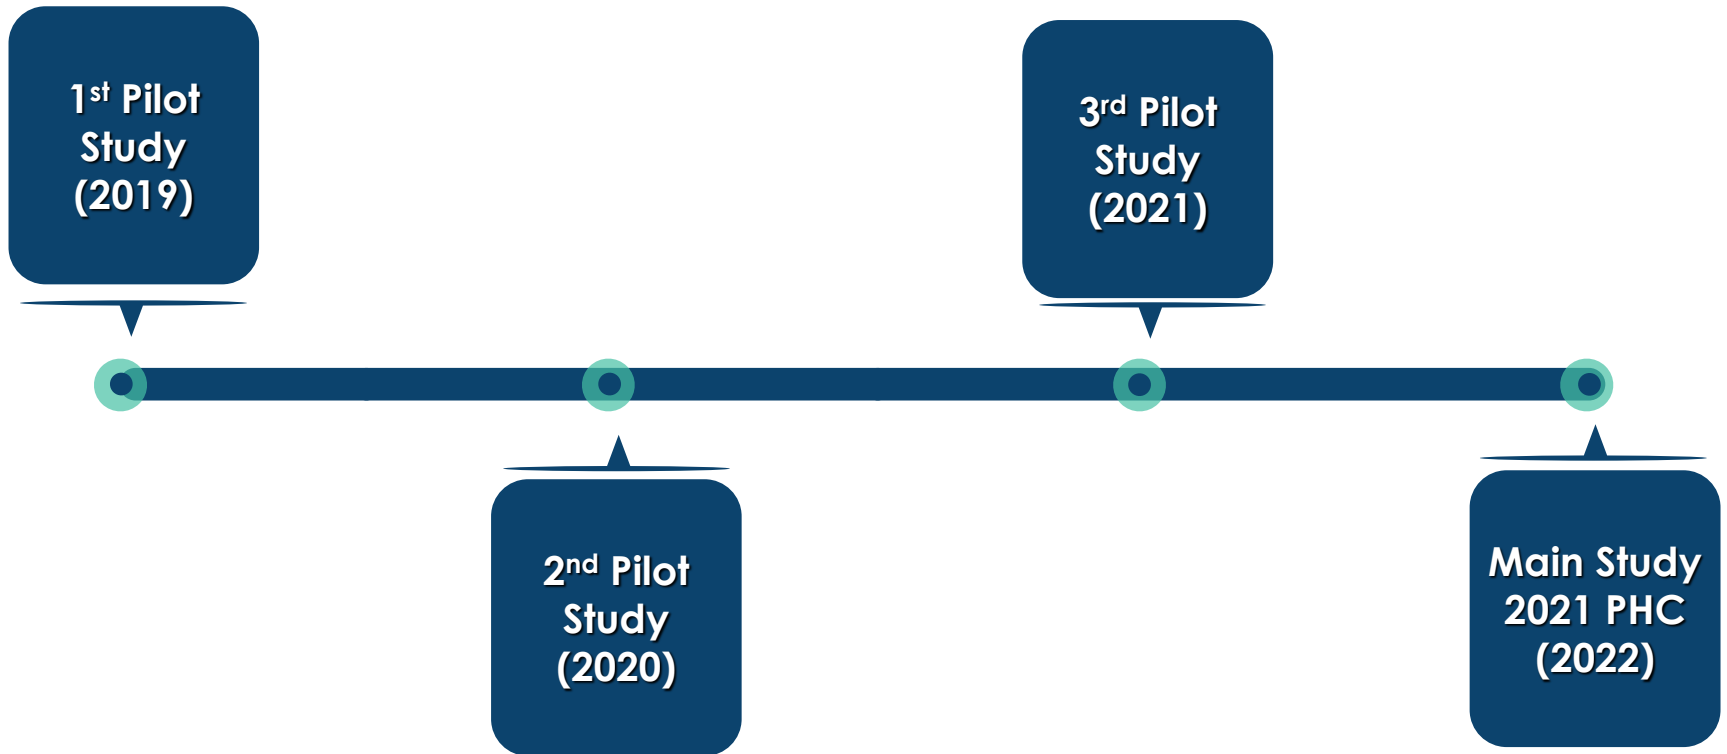 1st Pilot
Study
(2019)
2nd Pilot
Study
(2020)
3rd Pilot
Study
(2021)
Main Study
2021 PHC
(2022)